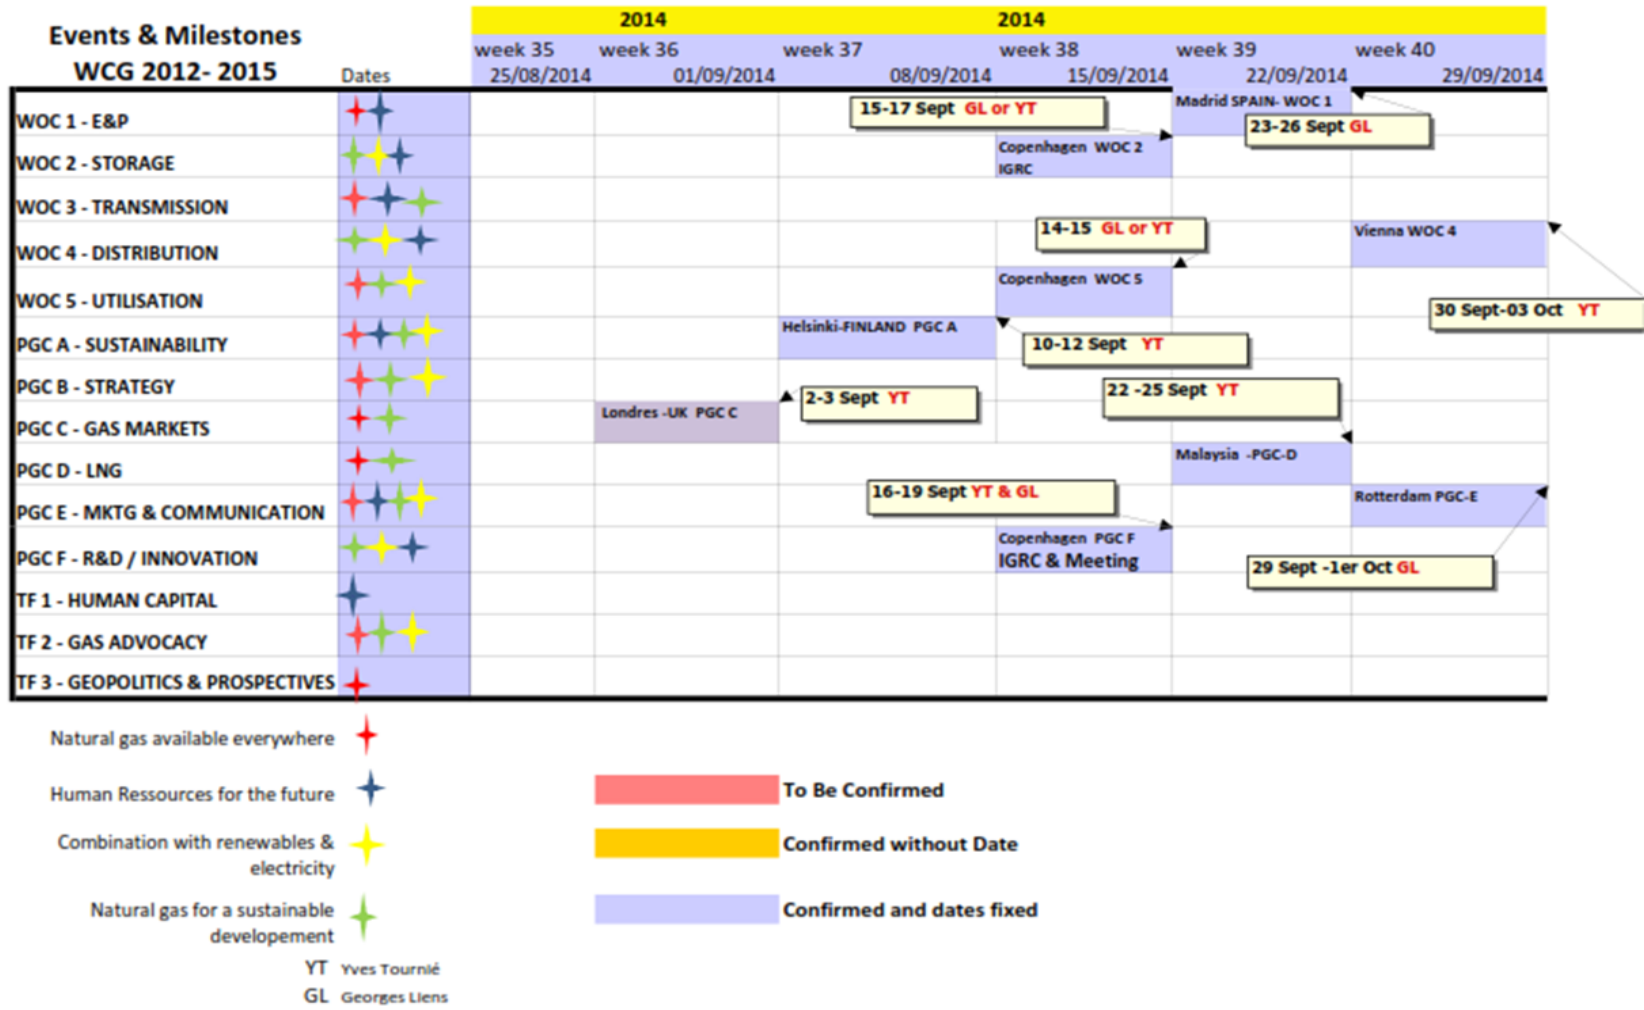 Events & Milestones
WCG 2012- 2015
Dates
2014 2014
week 35 week 36 week 37 week 38 week 39 week 40
25/08/2014 01/09/2014 08/09/2014 15/09/2014 22/09/2014 29/09/2014
WOC 1 - E&P
15-17 Sept GL or YT
Madrid SPAIN- WOC 1
23-26 Sept GL
WOC 2 - STORAGE
Copenhagen WOC 2
IGRC
WOC 3 - TRANSMISSION
14-15 GL or YT
WOC 4 - DISTRIBUTION
Vienna WOC 4
WOC 5 - UTILISATION
Copenhagen WOC 5
30 Sept-03 Oct YT
PGC A - SUSTAINABILITY
Helsinki-FINLAND PGC A
10-12 Sept YT
PGC B - STRATEGY
2-3 Sept YT
22 -25 Sept YT
PGC C - GAS MARKETS
Londres -UK PGC C
PGC D - LNG
Malaysia -PGC-D
PGC E - MKTG & COMMUNICATION
16-19 Sept YT & GL
Rotterdam PGC-E
PGC F - R&D / INNOVATION
Copenhagen PGC F
IGRC & Meeting
29 Sept -1er Oct GL
TF 1 - HUMAN CAPITAL
TF 2 - GAS ADVOCACY
TF 3 - GEOPOLITICS & PROSPECTIVES
Natural gas available everywhere
Human Ressources for the future
To Be Confirmed
Combination with renewables &
electricity
Confirmed without Date
Natural gas for a sustainable
developement
Confirmed and dates fixed
YT Yves Tournié
GL Georges Liens